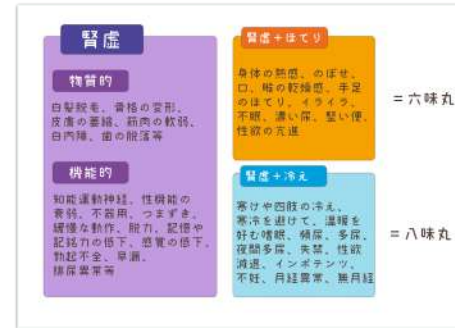 腎虚
物質的
白髪脱毛、骨格の変形、
皮膚の萎縮、筋肉の軟弱、
白内障、歯の脱落等
機能的
知能運動神経、性機能の
衰弱、不器用、つまずき、
緩慢な動作、脱力、記憶や
記銘力の低下、感覚の低下、
勃起不全、早漏、
排尿異常等
腎虚+ほてり
身体の熱感、のぼせ、
口、喉の乾燥感、手足
のほてり、イライラ、
不眠、濃い尿、堅い便、
性欲の亢進
=六味丸
腎虚+冷え
寒けや四肢の冷え、
寒冷を避けて、温暖を
好む嗜眠、頻尿、多尿、
夜間多尿、失禁、性欲
減退、インポテンツ、
不妊、月経異常、無月経
=八味丸